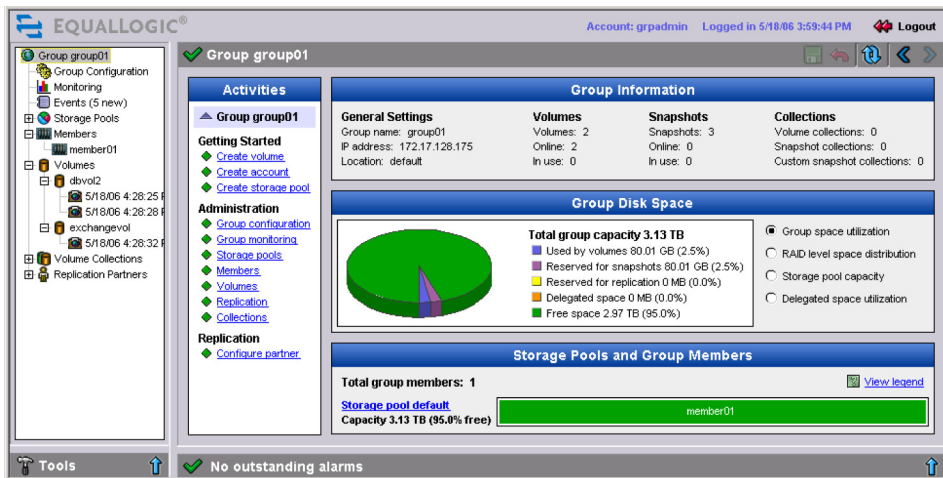 EQUALLOGIC®
Account: grpadmin Logged in 5/18/06 3:59:44 PM Logout
Group group01
Group Configuration
Monitoring
Events (5 new)
Storage Pools
Members
member01
Volumes
dbvol2
5/18/06 4:28:25 F
5/18/06 4:28:28 F
exchangevol
5/18/06 4:28:32 F
Volume Collections
Replication Partners
Tools
Group group01
Activities
Group group01
Getting Started
Create volume
Create account
Create storage pool
Administration
Group configuration
Group monitoring
Storage pools
Members
Volumes
Replication
Collections
Replication
Configure partner
Group Information
General Settings
Group name: group01
IP address: 172.17.128.175
Location: default
Volumes
Volumes: 2
Online: 2
In use: 0
Snapshots
Snapshots: 3
Online: 0
In use: 0
Collections
Volume collections: 0
Snapshot collections: 0
Custom snapshot collections: 0
Group Disk Space
Total group capacity 3.13 TB
Used by volumes 80.01 GB (2.5%)
Reserved for snapshots 80.01 GB (2.5%)
Reserved for replication 0 MB (0.0%)
Delegated space 0 MB (0.0%)
Free space 2.97 TB (95.0%)
Group space utilization
RAID level space distribution
Storage pool capacity
Delegated space utilization
Storage Pools and Group Members
Total group members: 1
View legend
Storage pool default
Capacity 3.13 TB (95.0% free)
member01
No outstanding alarms